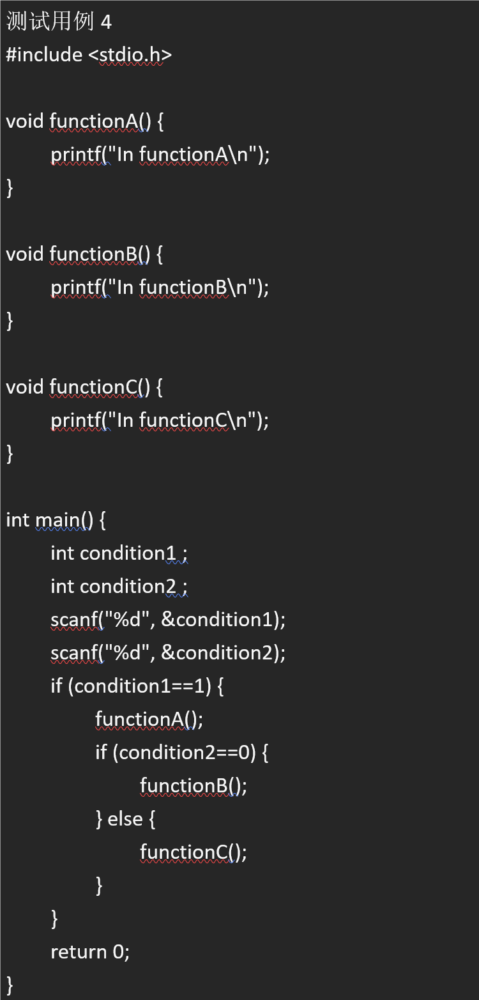 测试用例 4
#include <stdio.h>
void functionA() {
printf("In functionA\n");
}
void functionB() {
printf("In functionB\n");
}
void functionC() {
printf("In functionC\n");
}
int main() {
int condition1 ;
int condition2 ;
scanf("%d", &condition1);
scanf("%d", &condition2);
if (condition1==1) {
functionA();
if (condition2==0) {
functionB();
} else {
functionC();
}
}
return 0;
}